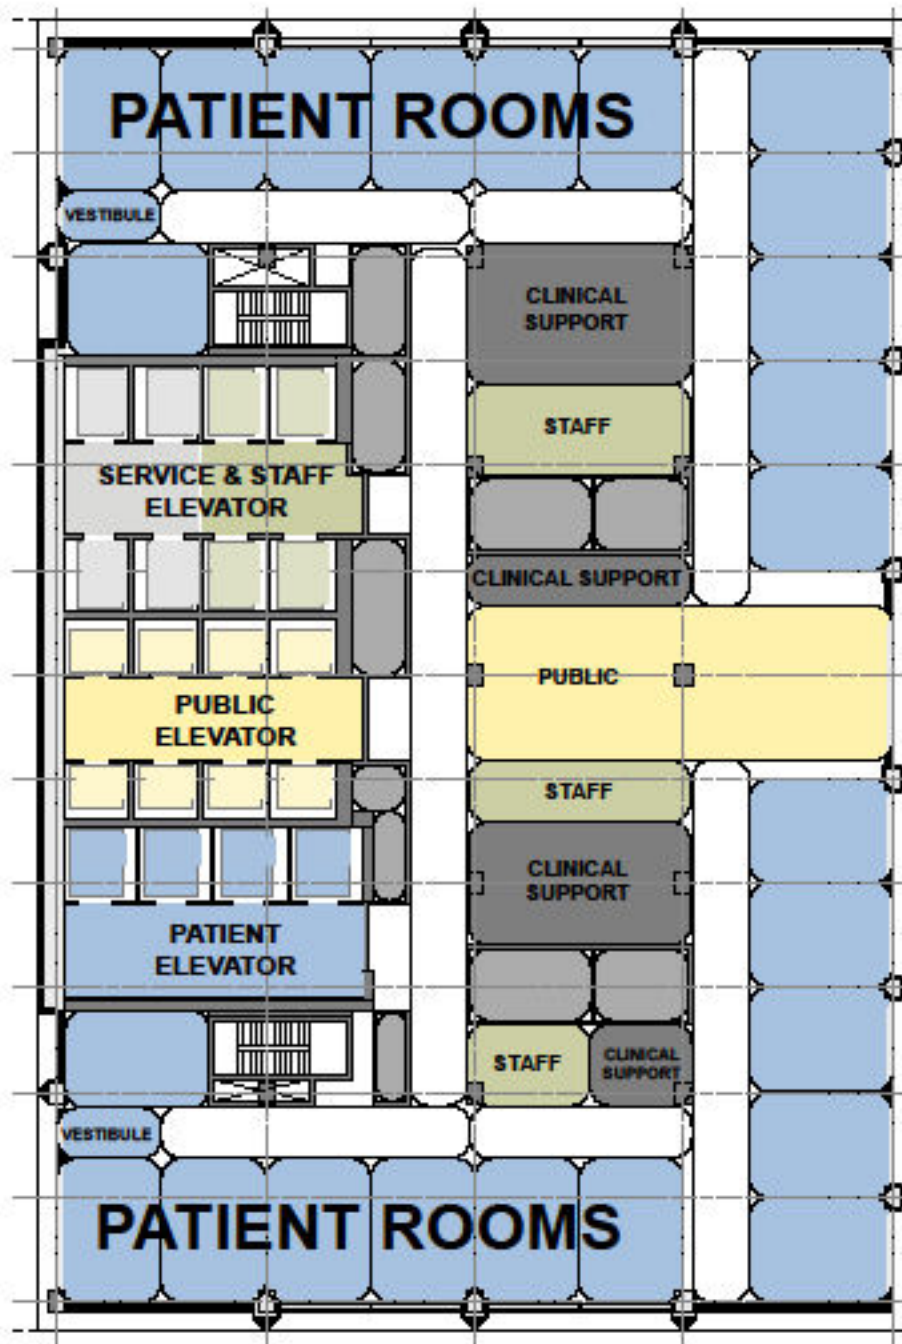 PATIENT ROOMS
VESTIBULE
CLINICAL
SUPPORT
STAFF
SERVICE & STAFF
ELEVATOR
CLINICAL SUPPORT
PUBLIC
PUBLIC
ELEVATOR
STAFF
CLINICAL
SUPPORT
PATIENT
ELEVATOR
STAFF
CLINICAL
SUPPORT
VESTIBULE
PATIENT ROOMS